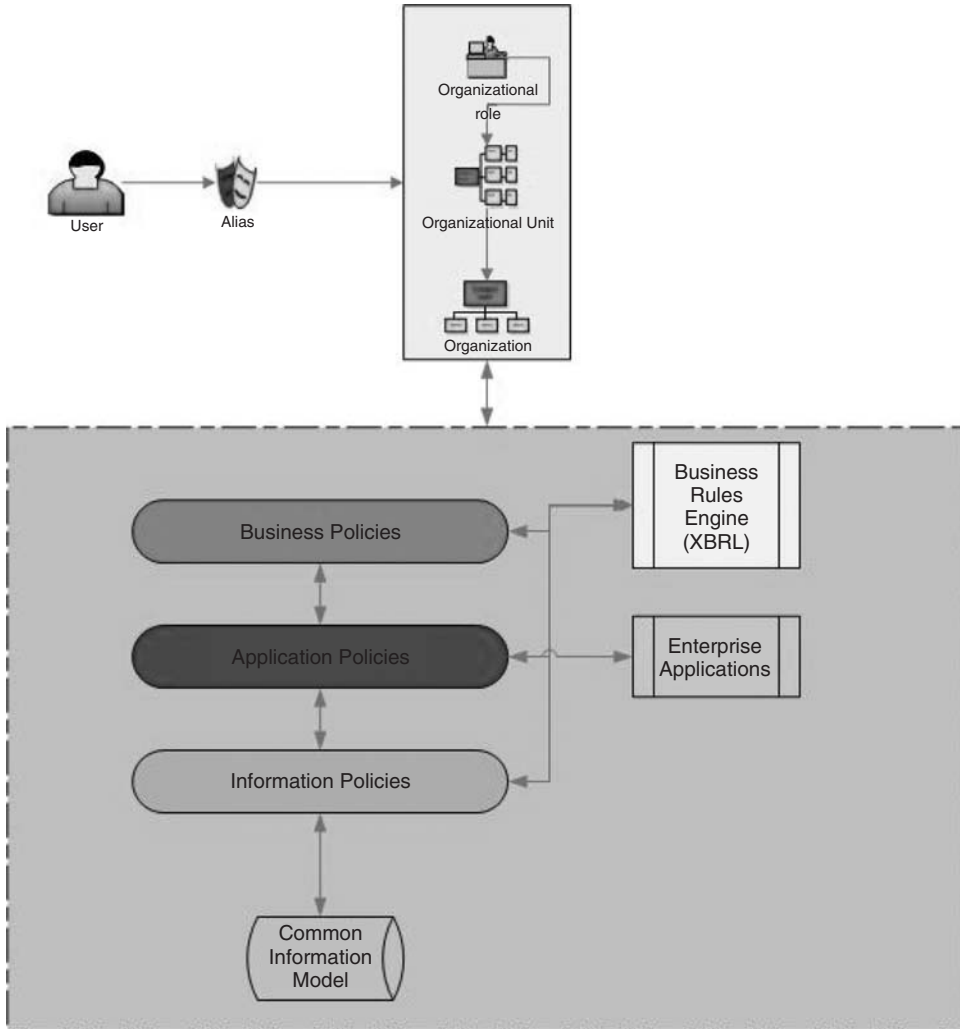 Organizational
role
User
Alias
Organizational Unit
Organization
Business Policies
Business
Rules
Engine
(XBRL)
Application Policies
Enterprise
Applications
Information Policies
Common
Information
Model